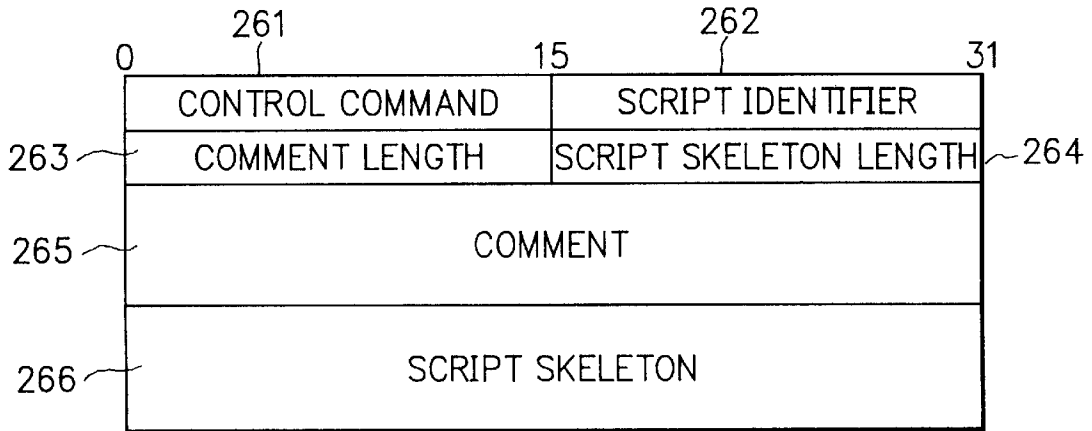 261 262
0 15 31
CONTROL COMMAND SCRIPT IDENTIFIER
263 COMMENT LENGTH SCRIPT SKELETON LENGTH 264
265 COMMENT
266 SCRIPT SKELETON